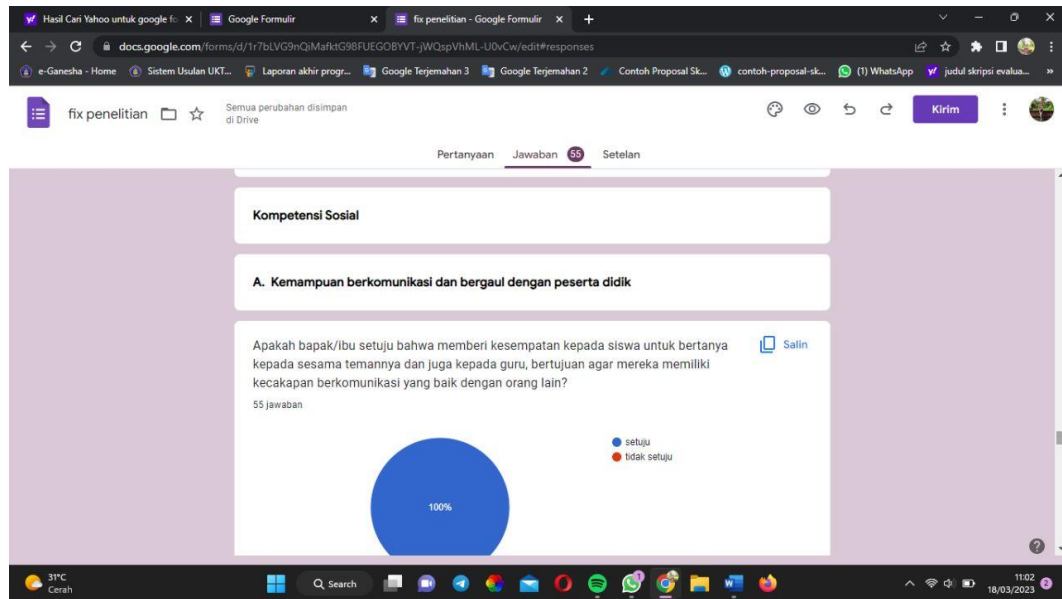 Hasil Cari Yahoo untuk google fo
Google Formulir
fix penelitian - Google Formulir
docs.google.com/forms/d/1r7bLVG9nQiMafktG98FUEGOBYVT-jWQspVhML-U0vCw/edit#responses
e-Ganesha - Home
Sistem Usulan UKT...
Laporan akhir progr...
Google Terjemahan 3
Google Terjemahan 2
Contoh Proposal Sk...
contoh-proposal-sk...
(1) WhatsApp
judul skripsi evalua...
fix penelitian
Semua perubahan disimpan
di Drive
Kirim
Pertanyaan
Jawaban 55
Setelan
Kompetensi Sosial
A. Kemampuan berkomunikasi dan bergaul dengan peserta didik
Apakah bapak/ibu setuju bahwa memberi kesempatan kepada siswa untuk bertanya
kepada sesama temannya dan juga kepada guru, bertujuan agar mereka memiliki
kecakapan berkomunikasi yang baik dengan orang lain?
Salin
55 jawaban
setuju
tidak setuju
100%
31°C
Cerah
Search
1
11:02
18/03/2023
2